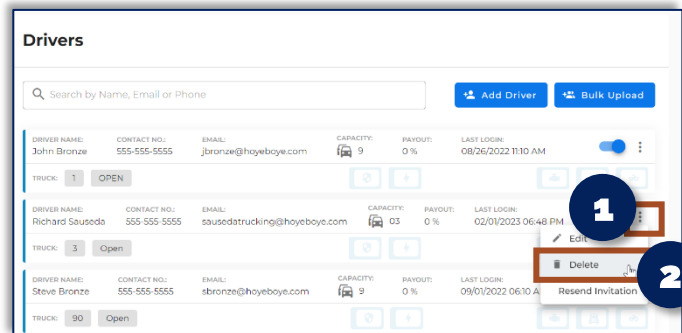 Drivers
Search by Name, Email or Phone
Add Driver
Bulk Upload
DRIVER NAME: CONTACT NO.: EMAIL: CAPACITY: PAYOUT: LAST LOGIN:
John Bronze 555-555-5555 jbronze@hoyeboye.com 9 0 % 08/26/2022 11:10 AM
TRUCK: 1 OPEN
DRIVER NAME: CONTACT NO.: EMAIL: CAPACITY: PAYOUT: LAST LOGIN:
Richard Sauseda 555-555-5555 sausedatrucking@hoyeboye.com 03 0 % 02/01/2023 06:48 PM
1
TRUCK: 3 Open
Edit
Delete
2
Resend Invitation
DRIVER NAME: CONTACT NO.: EMAIL: CAPACITY: PAYOUT: LAST LOGIN:
Steve Bronze 555-555-5555 sbronze@hoyeboye.com 9 0 % 09/01/2022 06:10 A
TRUCK: 90 Open